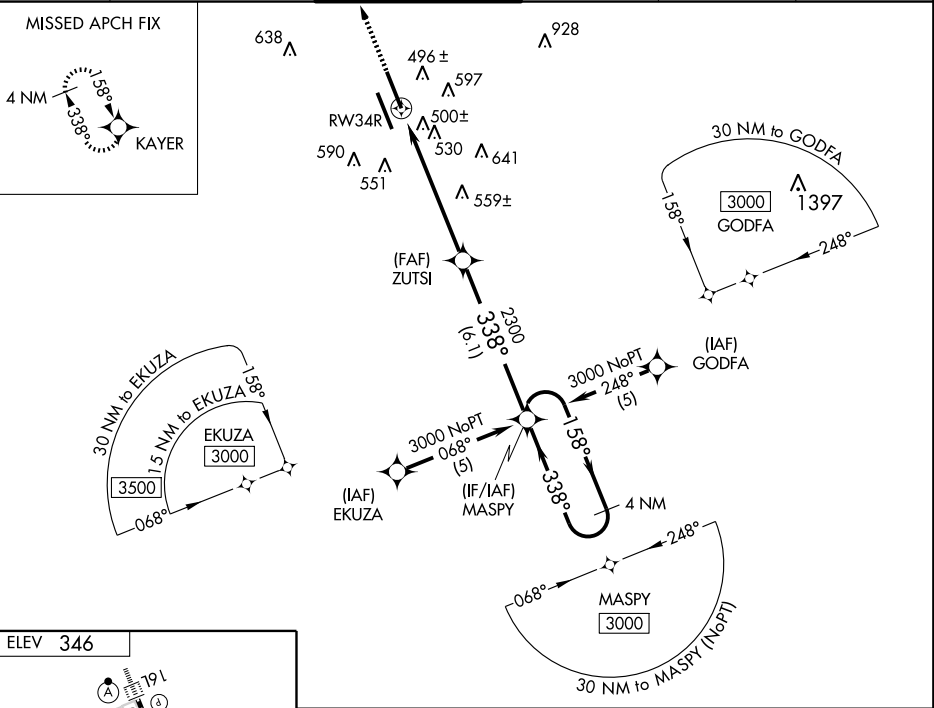 MISSED APCH FIX
4 NM
158°
338°
KAYER
638
928
496 ±
597
RW34R
500±
530
590
551
641
559±
30 NM to GODFA
1397
3000
GODFA
158°
248°
(FAF)
ZUTSI
2300
338°
(6.1)
(IAF)
GODFA
3000 NoPT
248°
(5)
30 NM to EKUZA
15 NM to EKUZA
158°
EKUZA
3000
3500
068°
3000 NoPT
068°
(5)
(IAF)
EKUZA
(IF/IAF)
MASPY
158°
338°
4 NM
248°
068°
MASPY
3000
30 NM to MASPY (NoPT)
ELEV 346
A
19L
P